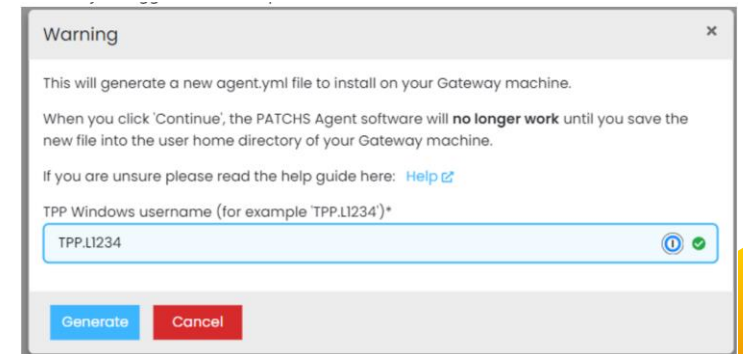 Warning ×
This will generate a new agent.yml file to install on your Gateway machine.
When you click 'Continue', the PATCHS Agent software will no longer work until you save the
new file into the user home directory of your Gateway machine.
If you are unsure please read the help guide here: Help
TPP Windows username (for example 'TPP.L1234')*
TPP.L1234
Generate Cancel